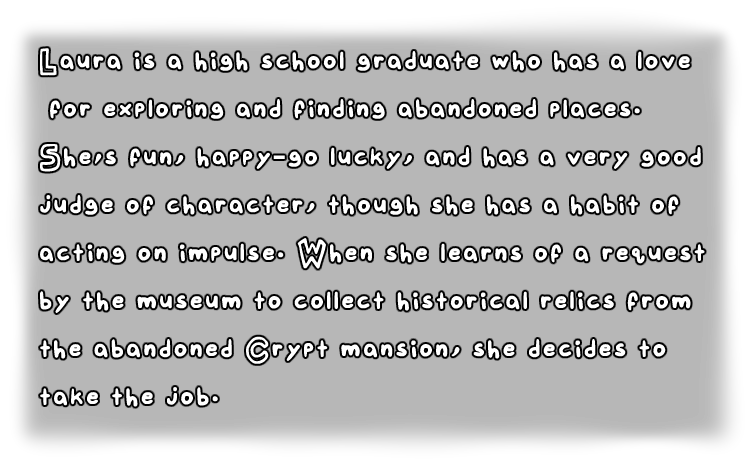 Laura is a high school graduate who has a love
for exploring and finding abandoned places.
She's fun, happy-go lucky, and has a very good
judge of character, though she has a habit of
acting on impulse. When she learns of a request
by the museum to collect historical relics from
the abandoned Crypt mansion, she decides to
take the job.